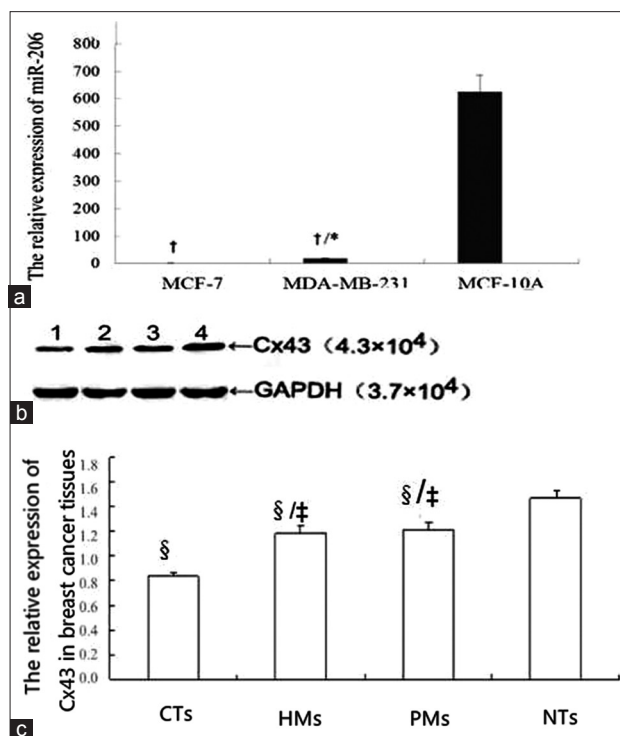 The relative expression of miR-206
800
700
600
500
400
300
200
100
0
†
†/*
MCF-7 MDA-MB-231 MCF-10A
a
1 2 3 4
←Cx43 (4.3×10⁴)
←GAPDH (3.7×10⁴)
b
The relative expression of
Cx43 in breast cancer tissues
1.8
1.6
1.4
1.2
1.0
0.8
0.6
0.4
0.2
0.0
§
§/‡
§/‡
CTs HMs PMs NTs
c